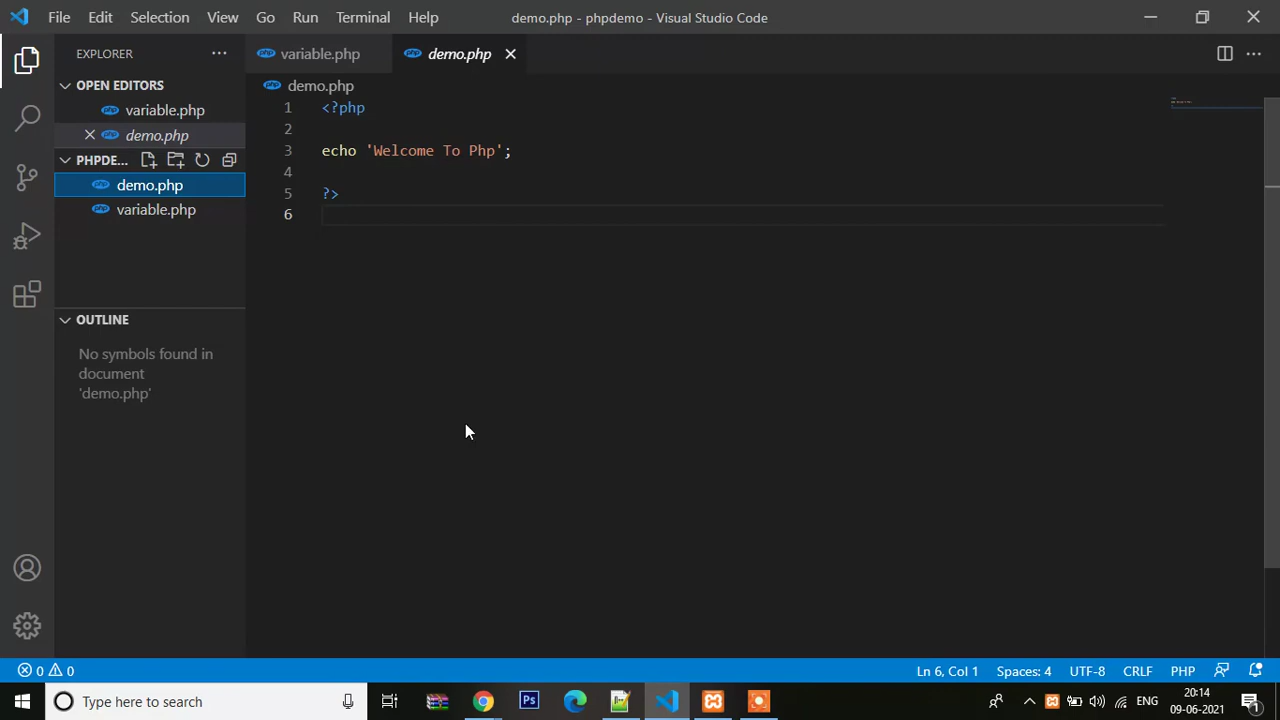 File Edit Selection View Go Run Terminal Help demo.php - phpdemo - Visual Studio Code
EXPLORER
OPEN EDITORS
variable.php
demo.php
PHPDE...
demo.php
variable.php
OUTLINE
No symbols found in
document
'demo.php'
variable.php demo.php
demo.php
1 <?php
2
3 echo 'Welcome To Php';
4
5 ?>
6
0 0 Ln 6, Col 1 Spaces: 4 UTF-8 CRLF PHP
Type here to search Ps ENG 20:14
09-06-2021 1